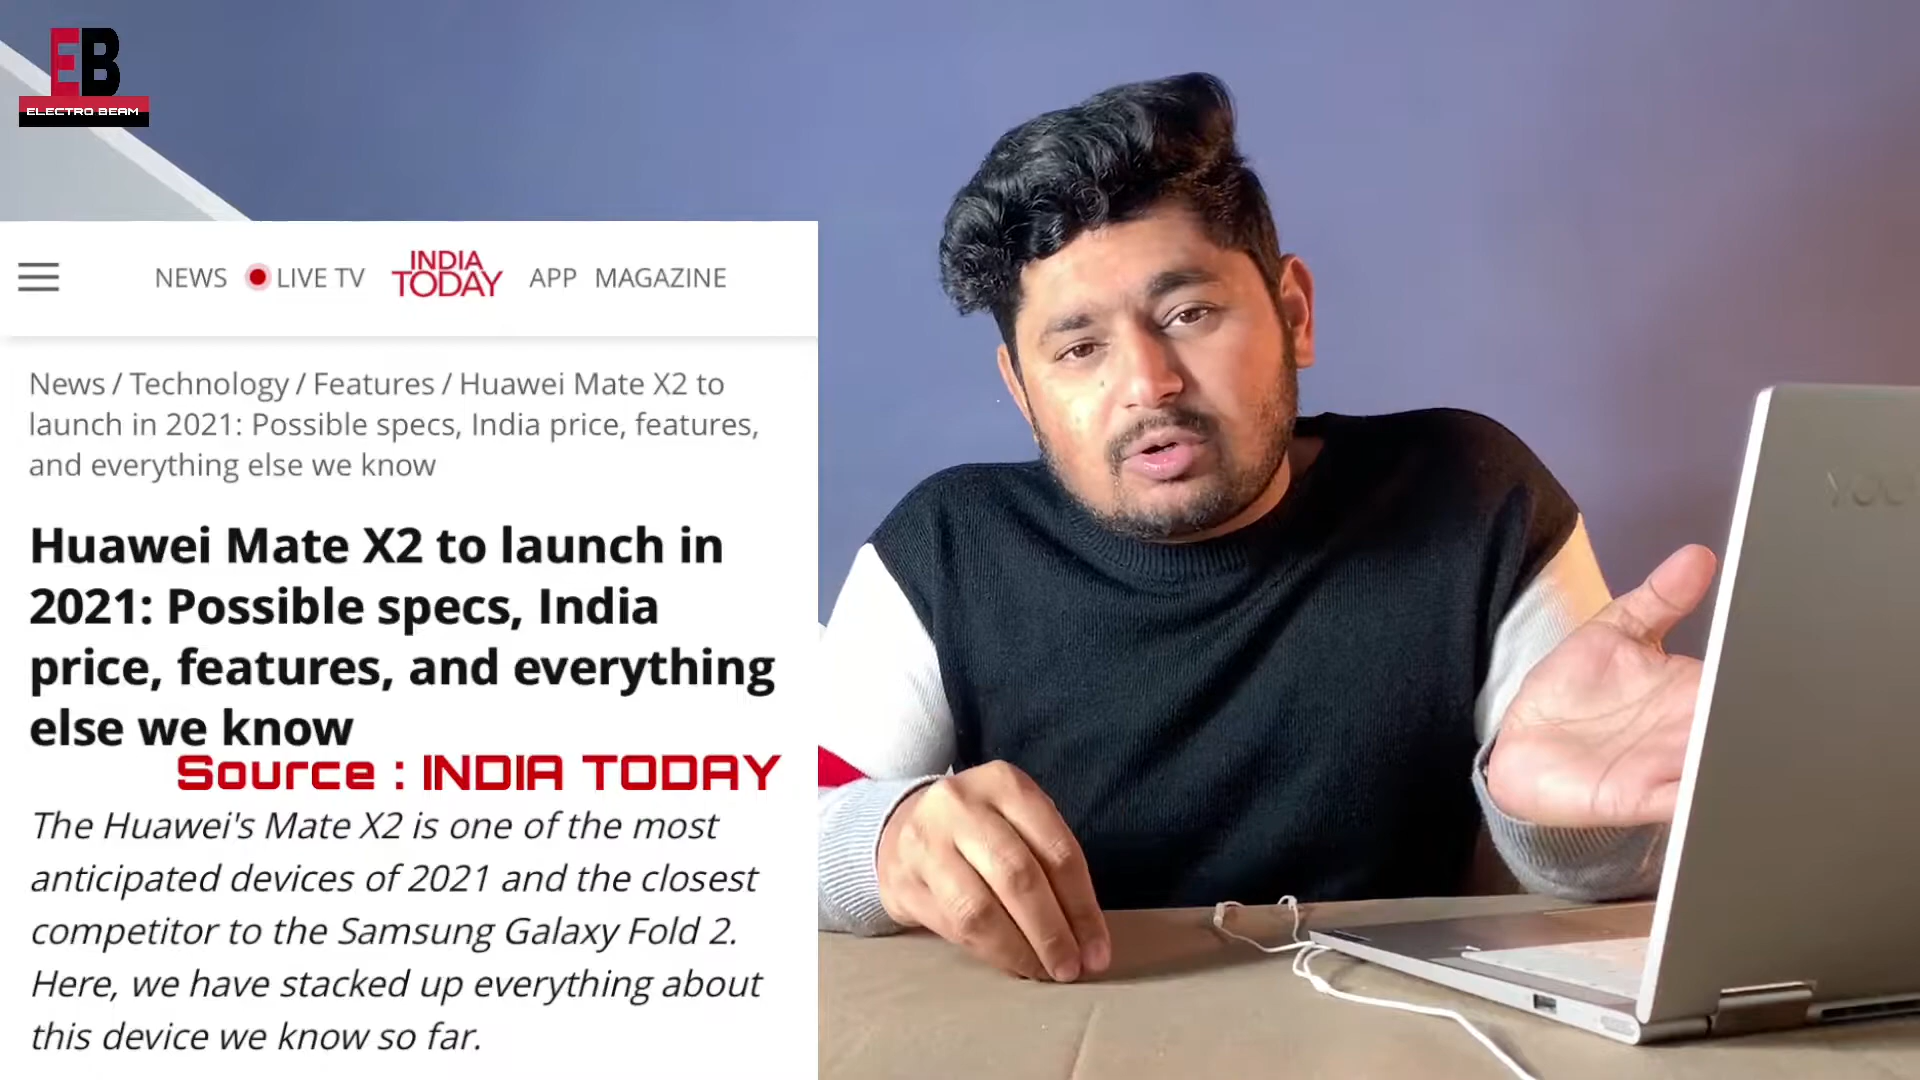 EB
ELECTRO BEAM
NEWS LIVE TV INDIA TODAY APP MAGAZINE
News / Technology / Features / Huawei Mate X2 to
launch in 2021: Possible specs, India price, features,
and everything else we know
Huawei Mate X2 to launch in
2021: Possible specs, India
price, features, and everything
else we know
Source : INDIA TODAY
The Huawei's Mate X2 is one of the most
anticipated devices of 2021 and the closest
competitor to the Samsung Galaxy Fold 2.
Here, we have stacked up everything about
this device we know so far.